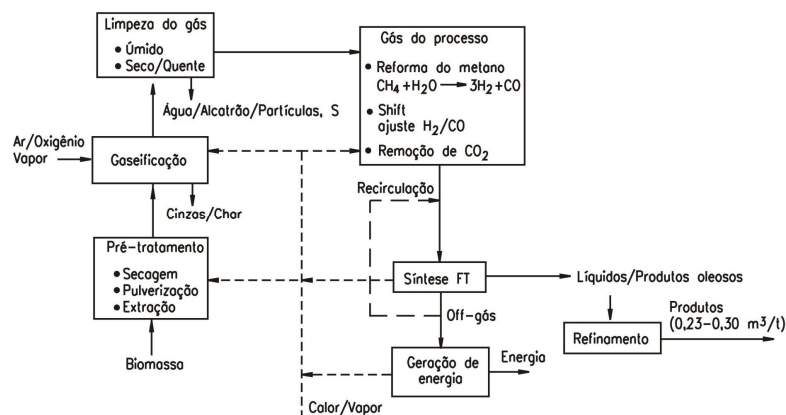 Limpeza do gás
• Úmido
• Seco/Quente
Água/Alcatrão/Partículas, S
Gás do processo
• Reforma do metano
CH₄+H₂O → 3H₂+CO
• Shift
ajuste H₂/CO
• Remoção de CO₂
Ar/Oxigênio
Vapor
Gaseificação
Cinzas/Char
Recirculação
Pré-tratamento
• Secagem
• Pulverização
• Extração
Biomassa
Síntese FT
Líquidos/Produtos oleosos
Off-gás
Refinamento
Produtos
(0,23-0,30 m³/t)
Geração de
energia
Energia
Calor/Vapor